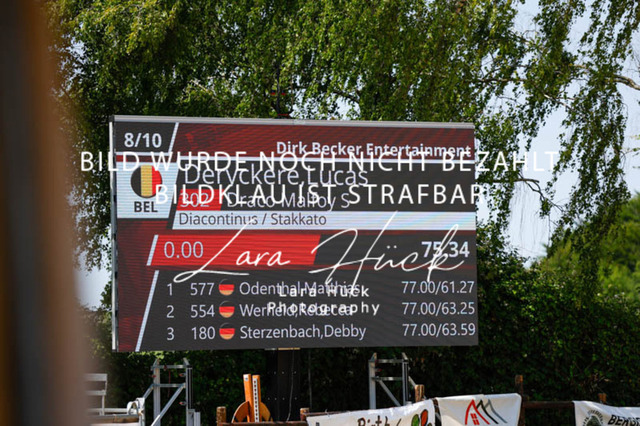 8/10
Dirk Becker Entertainment
BILD WURDE NOCH NICHT BEZAHLT
Deryckere Lucas
BILDKLAU IST STRAFBAR
302 Draco Malloy S
BEL
Diacontinus / Stakkato
0.00 75.34
Lara Hück
1 577 Odenthal,Matthias 77.00/61.27
Lara Hück
Photography
2 554 77.00/63.25
3 180 Sterzenbach,Debby 77.00/63.59